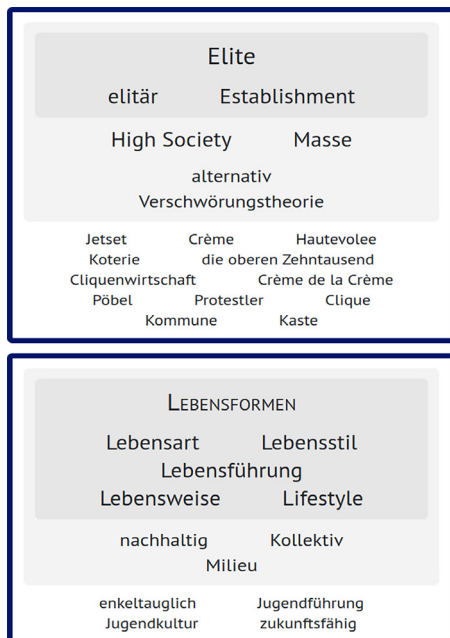 Elite
elitär Establishment
High Society Masse
alternativ
Verschwörungstheorie
Jetset Crème Hautevolee
Koterie die oberen Zehntausend
Cliquenwirtschaft Crème de la Crème
Pöbel Protestler Clique
Kommune Kaste
Lebensformen
Lebensart Lebensstil
Lebensführung
Lebensweise Lifestyle
nachhaltig Kollektiv
Milieu
enkeltauglich Jugendführung
Jugendkultur zukunftsfähig